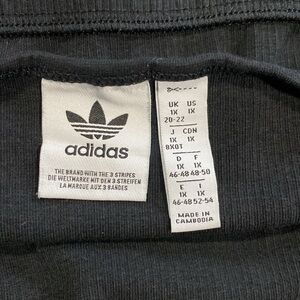 adidas
THE BRAND WITH THE 3 STRIPES
DIE WELTMARKE MIT DEN 3 STREIFEN
LA MARQUE AUX 3 BANDES
UK US
1X 1X
20-22
J CDN
1X 1X
8XOT
D F
1X 1X
46-48 48-50
E I
1X 1X
46-48 52-54
MADE IN
CAMBODIA